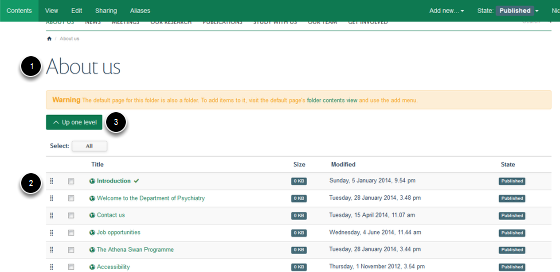 Contents View Edit Sharing Aliases Add new... State: Published Nic
ABOUT US NEWS MEETINGS OUR RESEARCH PUBLICATIONS STUDY WITH US OUR TEAM GET INVOLVED
/ About us
1 About us
Warning The default page for this folder is also a folder. To add items to it, visit the default page's folder contents view and use the add menu.
Up one level 3
Select: All
Title Size Modified State
2 Introduction 0 KB Sunday, 5 January 2014, 9.54 pm Published
Welcome to the Department of Psychiatry 0 KB Tuesday, 28 January 2014, 3.48 pm Published
Contact us 0 KB Tuesday, 15 April 2014, 11.07 am Published
Job opportunities 0 KB Wednesday, 4 June 2014, 11.44 am Published
The Athena Swan Programme 0 KB Tuesday, 28 January 2014, 3.44 pm Published
Accessibility 0 KB Thursday, 1 November 2012, 3.54 pm Published